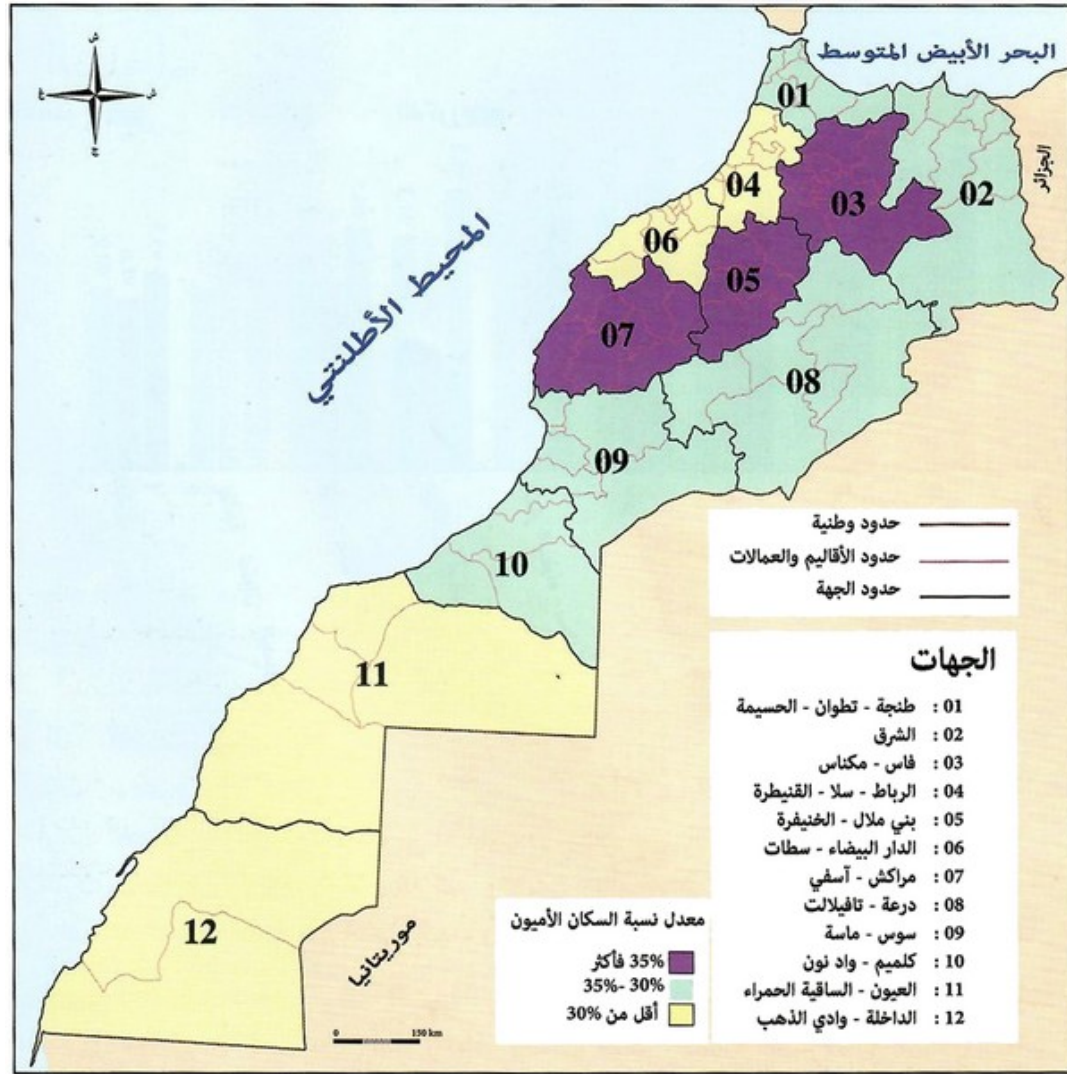 ش
غ
ش
ج
البحر الأبيض المتوسط
الجزائر
المحيط الأطلنتي
01
02
03
04
05
06
07
08
09
10
11
12
موريتانيا
حدود وطنية
حدود الأقاليم والعمالات
حدود الجهة
الجهات
01 : طنجة - تطوان - الحسيمة
02 : الشرق
03 : فاس - مكناس
04 : الرباط - سلا - القنيطرة
05 : بني ملال - الخنيفرة
06 : الدار البيضاء - سطات
07 : مراكش - آسفي
08 : درعة - تافيلالت
09 : سوس - ماسة
10 : كلميم - واد نون
11 : العيون - الساقية الحمراء
12 : الداخلة - وادي الذهب
معدل نسبة السكان الأميون
35% فأكثر
30% -35%
أقل من 30%
0 150 km